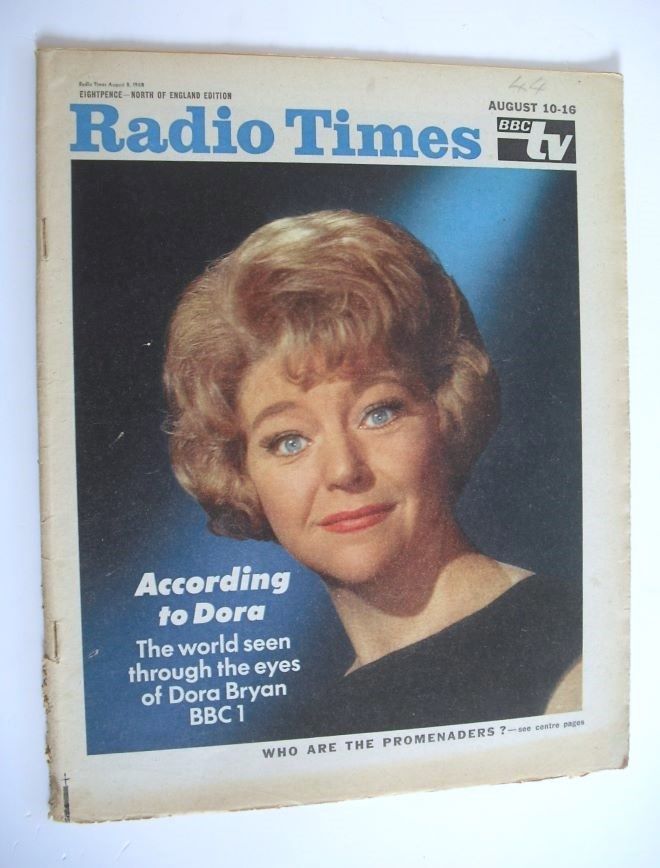 Radio Times August 8, 1968
EIGHTPENCE—NORTH OF ENGLAND EDITION
44
AUGUST 10-16
Radio Times
BBC tv
According
to Dora
The world seen
through the eyes
of Dora Bryan
BBC 1
WHO ARE THE PROMENADERS?—see centre pages